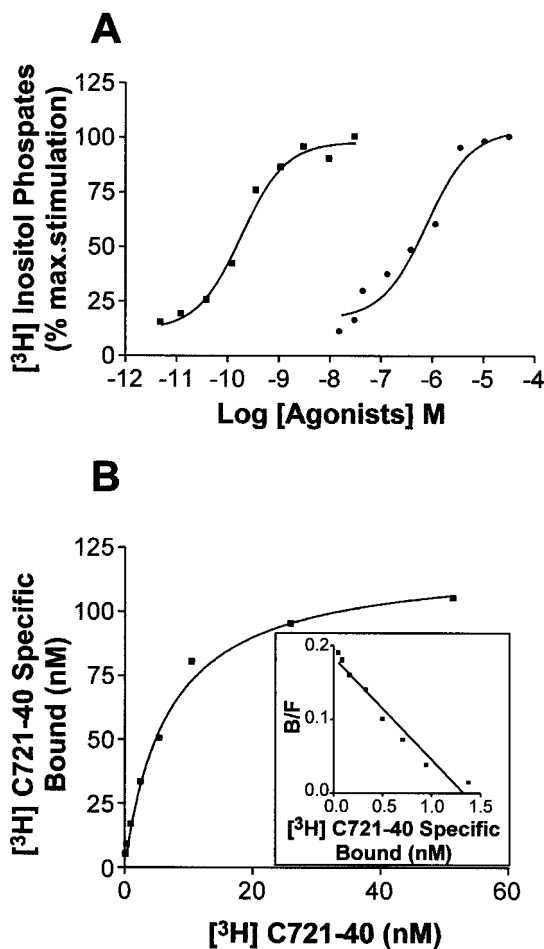 A
[³H] Inositol Phospates
(% max.stimulation)
125
100
75
50
25
0
-12 -11 -10 -9 -8 -7 -6 -5 -4
Log [Agonists] M
B
[³H] C721-40 Specific
Bound (nM)
125
100
75
50
25
0
0 20 40 60
[³H] C721-40 (nM)
B/F
0.2
0.1
0.0
0.0 0.5 1.0 1.5
[³H] C721-40 Specific
Bound (nM)